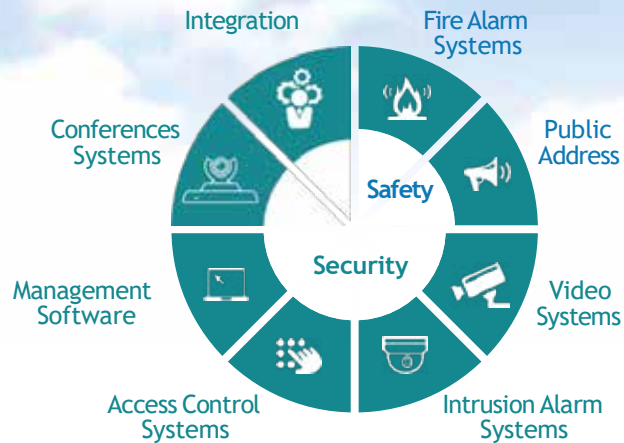 Integration
Fire Alarm
Systems
Conferences
Systems
Public
Address
Safety
Security
Management
Software
Video
Systems
Access Control
Systems
Intrusion Alarm
Systems